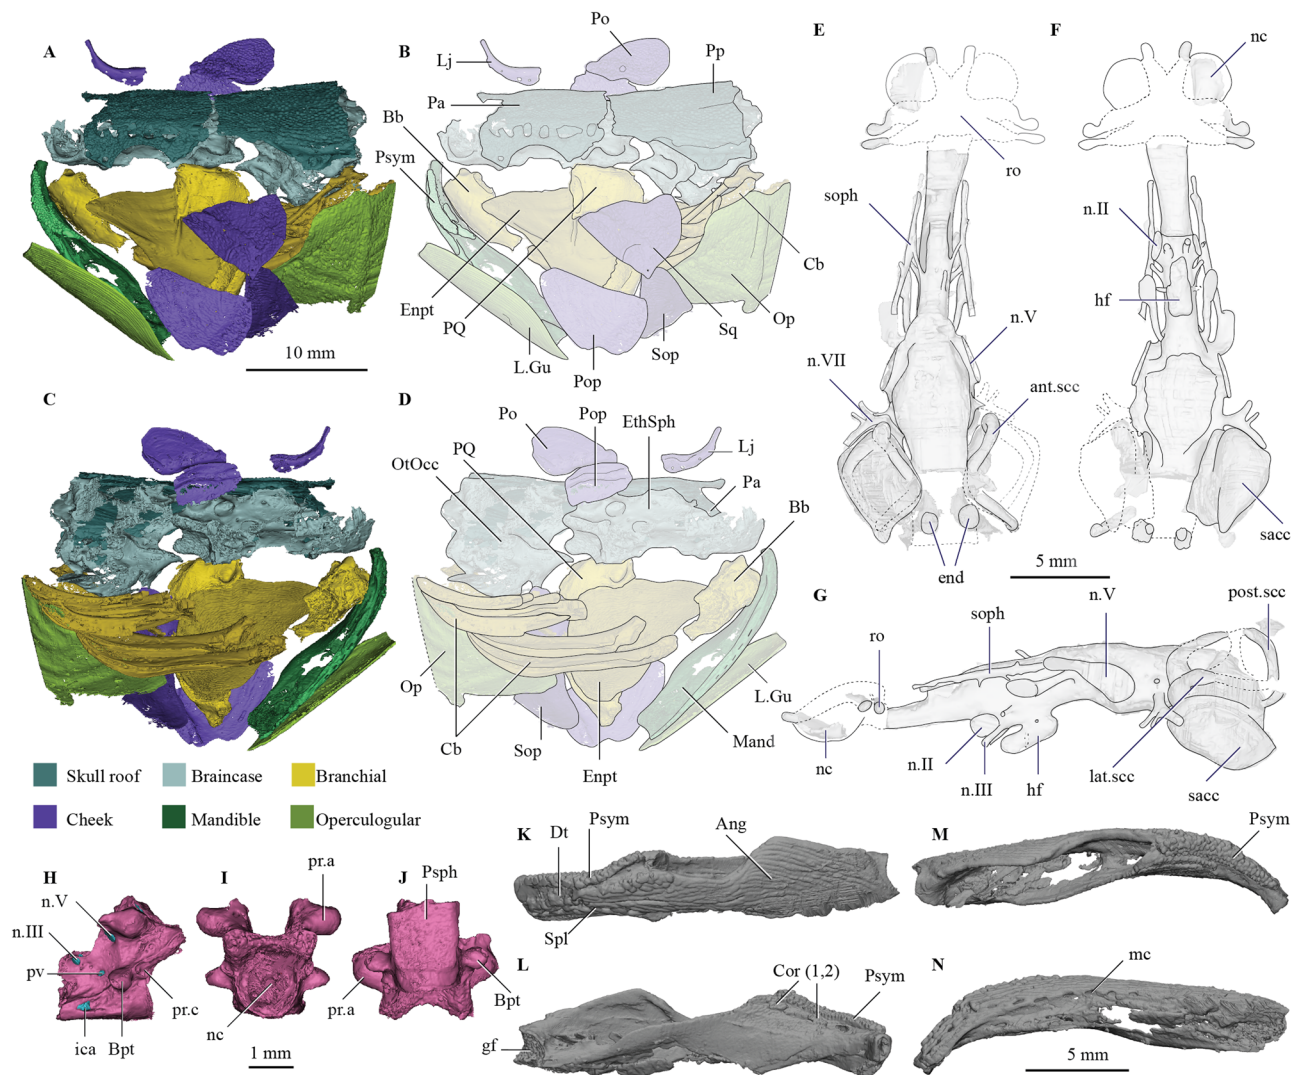 A
B
Lj
Po
Pp
Pa
Bb
Psym
Enpt
PQ
L.Gu
Pop
Sop
Sq
Op
Cb
10 mm
C
D
Po
Pop
EthSph
PQ
OtOcc
Lj
Pa
Bb
Op
Cb
Sop
Enpt
Mand
L.Gu
Skull roof
Braincase
Branchial
Cheek
Mandible
Operculogular
E
F
nc
ro
soph
n.II
hf
n.V
n.VII
ant.scc
end
sacc
5 mm
G
n.V
post.scc
soph
ro
nc
n.II
n.III
hf
lat.scc
sacc
H
I
J
n.V
n.III
pv
ica
Bpt
pr.c
pr.a
nc
Psph
pr.a
Bpt
1 mm
K
Dt
Psym
Ang
Spl
L
Cor (1,2)
Psym
gf
M
Psym
N
mc
5 mm